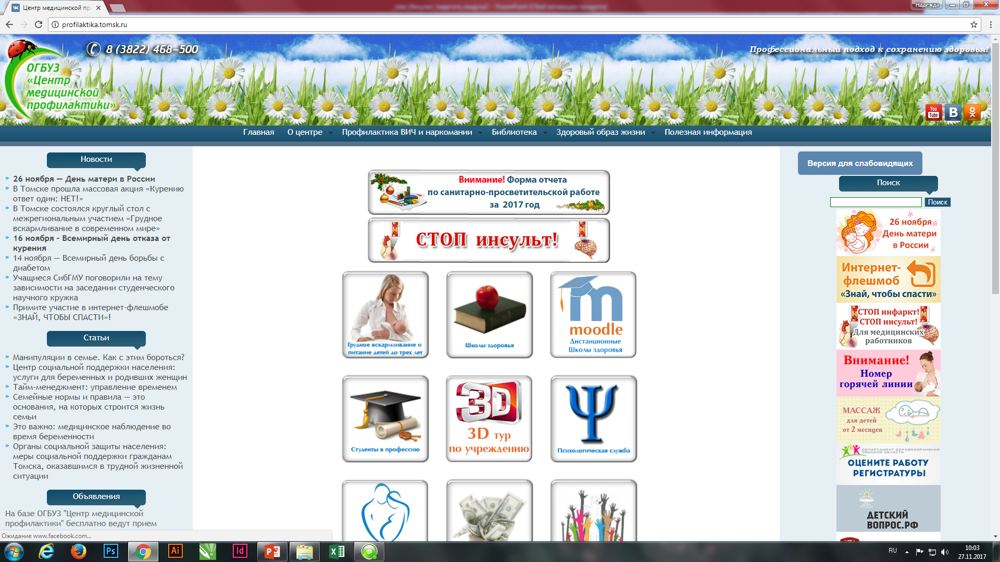 Центр медицинской пр
Надежда
profilaktika.tomsk.ru
8 (3822) 468–500
Профессиональный подход к сохранению здоровья!
ОГБУЗ
«Центр
медицинской
профилактики»
You
Tube
B
Главная
О центре
Профилактика ВИЧ и наркомании
Библиотека
Здоровый образ жизни
Полезная информация
Новости
26 ноября — День матери в России
В Томске прошла массовая акция «Курению
ответ один: НЕТ!»
В Томске состоялся круглый стол с
межрегиональным участием «Грудное
вскармливание в современном мире»
16 ноября - Всемирный день отказа от
курения
14 ноября — Всемирный день борьбы с
диабетом
Учащиеся СибГМУ поговорили на тему
зависимости на заседании студенческого
научного кружка
Примите участие в интернет-флешмобе
«ЗНАЙ, ЧТОБЫ СПАСТИ»!
Статьи
Манипуляции в семье. Как с этим бороться?
Центр социальной поддержки населения:
услуги для беременных и родивших женщин
Тайм-менеджмент: управление временем
Семейные нормы и правила — это
основания, на которых строится жизнь
семьи
Это важно: медицинское наблюдение во
время беременности
Органы социальной защиты населения:
меры социальной поддержки гражданам
Томска, оказавшимся в трудной жизненной
ситуации
Объявления
На базе ОГБУЗ "Центр медицинской
профилактики" бесплатно ведут прием
Внимание! Форма отчета
по санитарно-просветительской работе
за 2017 год
СТОП инсульт!
Грудное вскармливание и
питание детей до трех лет
Школы здоровья
m
moodle
Дистанционные
Школы здоровья
Студенты в профессию
3D
3D тур
по учреждению
Ψ
Психологическая служба
Версия для слабовидящих
Поиск
Поиск
26 ноября
День матери
в России
Интернет-
флешмоб
«Знай, чтобы спасти»
СТОП инфаркт!
СТОП инсульт!
Для медицинских
работников
Внимание!
Номер
горячей линии
МАССАЖ
для детей
от 2 месяцев
ДЕПАРТАМЕНТ ЗДРАВООХРАНЕНИЯ
ТОМСКОЙ ОБЛАСТИ
ОЦЕНИТЕ РАБОТУ
РЕГИСТРАТУРЫ
ДЕТСКИЙ
ВОПРОС.РФ
Ожидание www.facebook.com...
Ps
Ai
Id
RU
10:03
27.11.2017